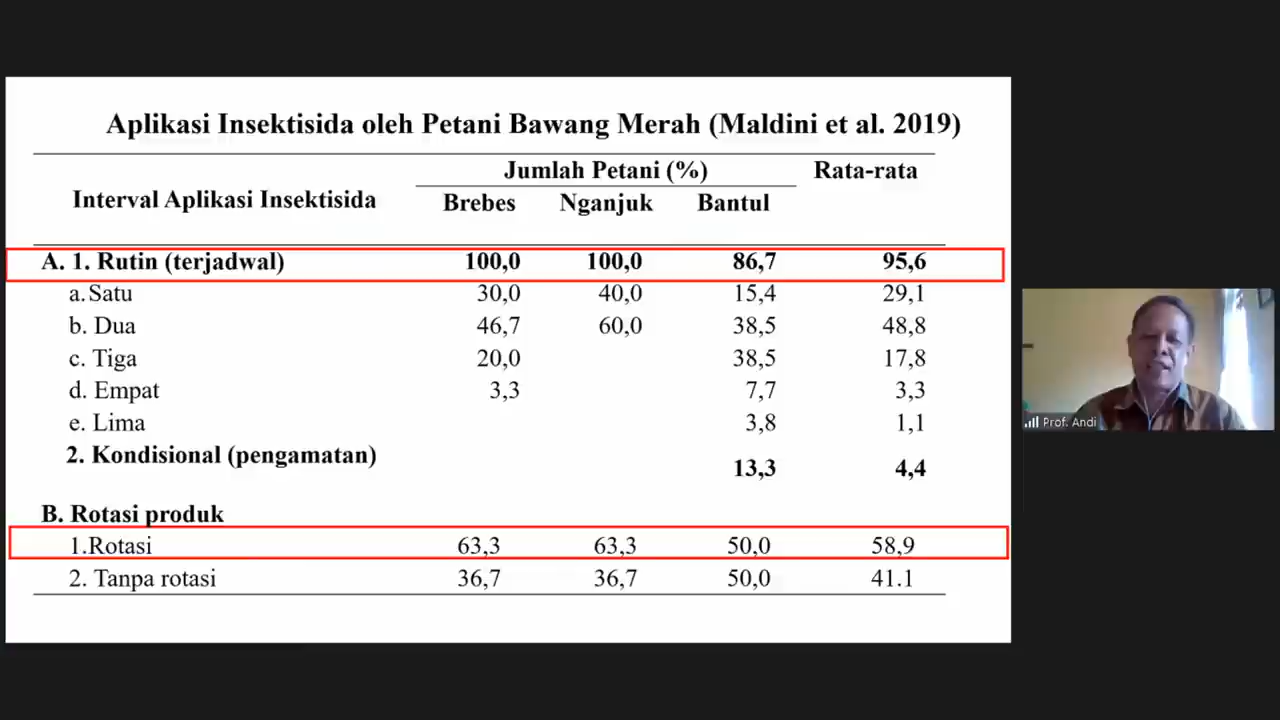 Aplikasi Insektisida oleh Petani Bawang Merah (Maldini et al. 2019)
Interval Aplikasi Insektisida Jumlah Petani (%) Rata-rata
Brebes Nganjuk Bantul
A. 1. Rutin (terjadwal) 100,0 100,0 86,7 95,6
a.Satu 30,0 40,0 15,4 29,1
b. Dua 46,7 60,0 38,5 48,8
c. Tiga 20,0 38,5 17,8
d. Empat 3,3 7,7 3,3
e. Lima 3,8 1,1
2. Kondisional (pengamatan) 13,3 4,4
B. Rotasi produk
1.Rotasi 63,3 63,3 50,0 58,9
2. Tanpa rotasi 36,7 36,7 50,0 41.1
Prof. Andi